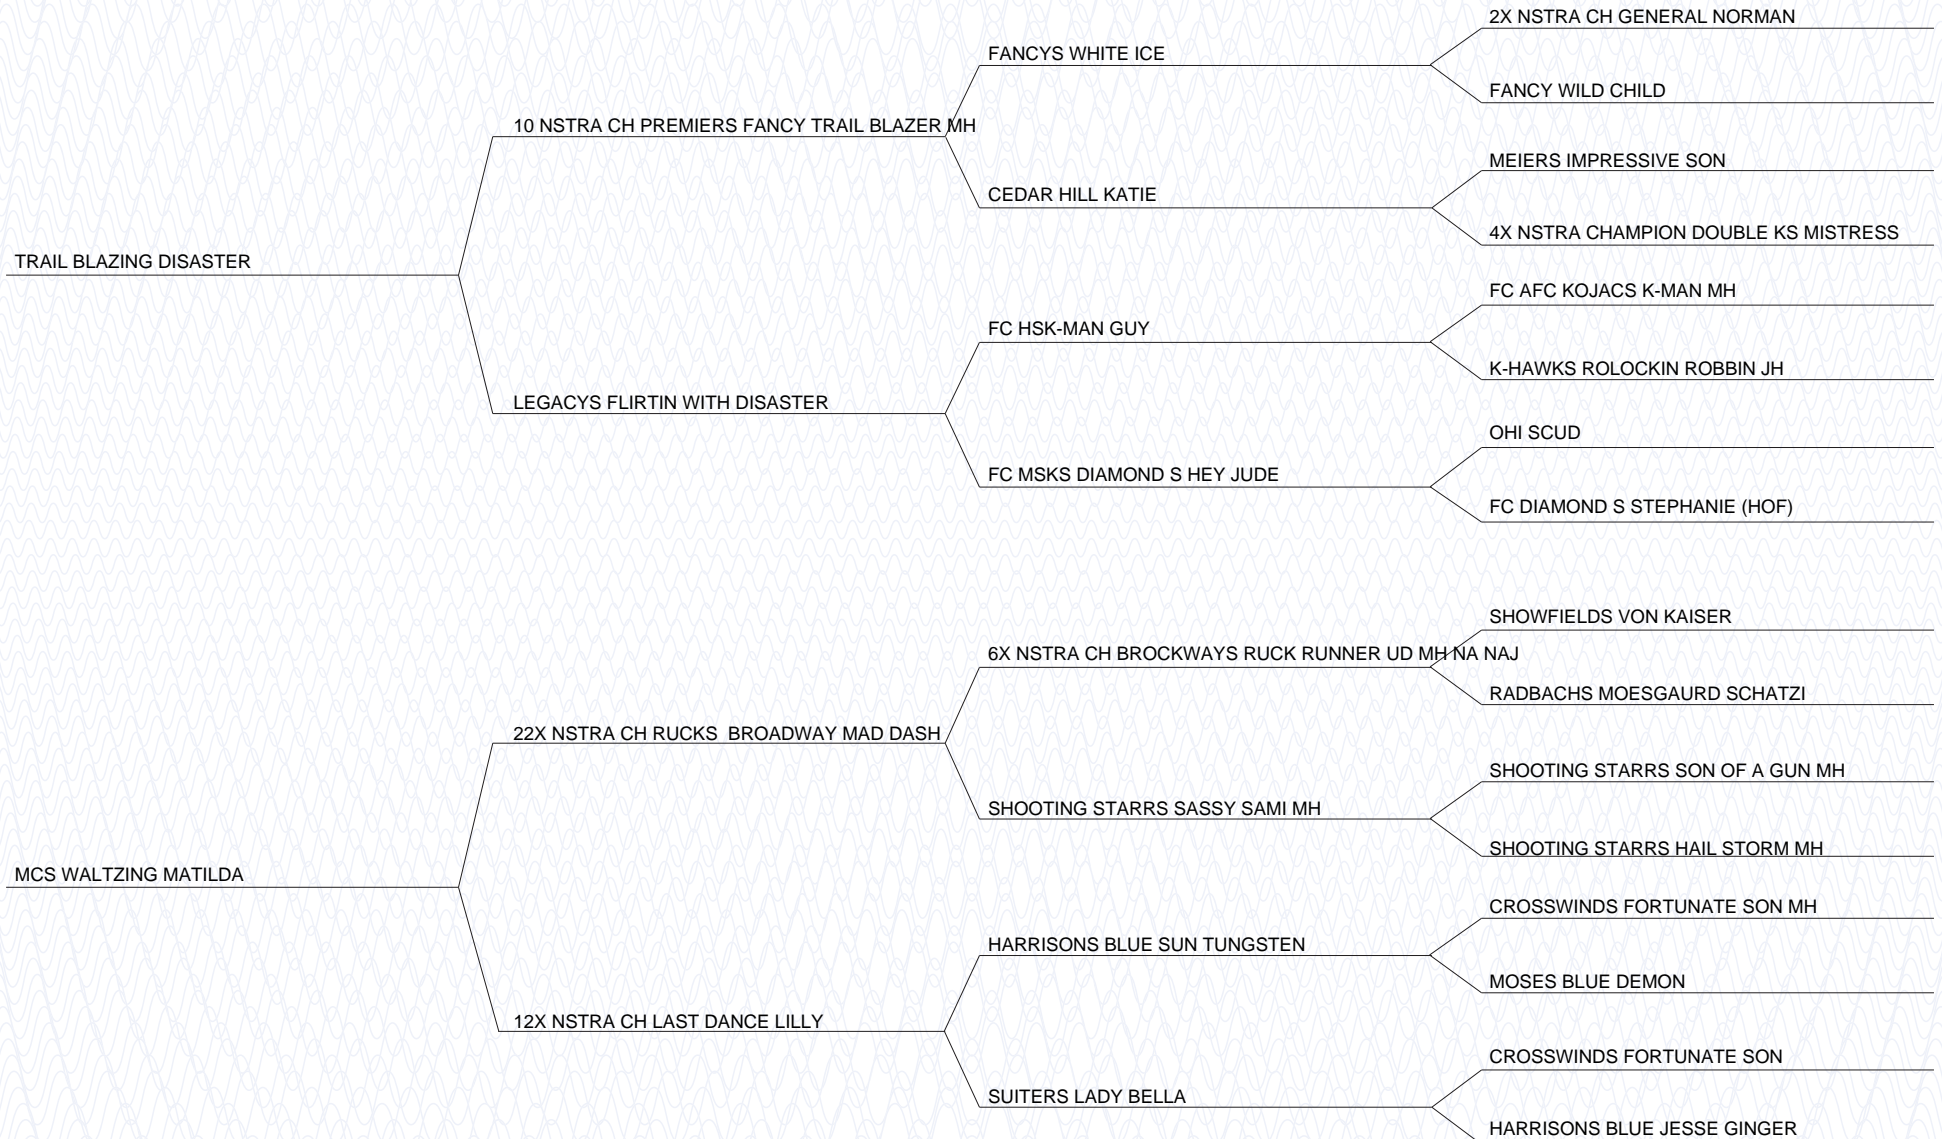 2X NSTRA CH GENERAL NORMAN
FANCYS WHITE ICE
FANCY WILD CHILD
10 NSTRA CH PREMIERS FANCY TRAIL BLAZER MH
MEIERS IMPRESSIVE SON
CEDAR HILL KATIE
4X NSTRA CHAMPION DOUBLE KS MISTRESS
TRAIL BLAZING DISASTER
FC AFC KOJACS K-MAN MH
FC HSK-MAN GUY
K-HAWKS ROLOCKIN ROBBIN JH
LEGACYS FLIRTIN WITH DISASTER
OHI SCUD
FC MSKS DIAMOND S HEY JUDE
FC DIAMOND S STEPHANIE (HOF)
SHOWFIELDS VON KAISER
6X NSTRA CH BROCKWAYS RUCK RUNNER UD MH NA NAJ
RADBACHS MOESGAURD SCHATZI
22X NSTRA CH RUCKS  BROADWAY MAD DASH
SHOOTING STARRS SON OF A GUN MH
SHOOTING STARRS SASSY SAMI MH
SHOOTING STARRS HAIL STORM MH
MCS WALTZING MATILDA
CROSSWINDS FORTUNATE SON MH
HARRISONS BLUE SUN TUNGSTEN
MOSES BLUE DEMON
12X NSTRA CH LAST DANCE LILLY
CROSSWINDS FORTUNATE SON
SUITERS LADY BELLA
HARRISONS BLUE JESSE GINGER